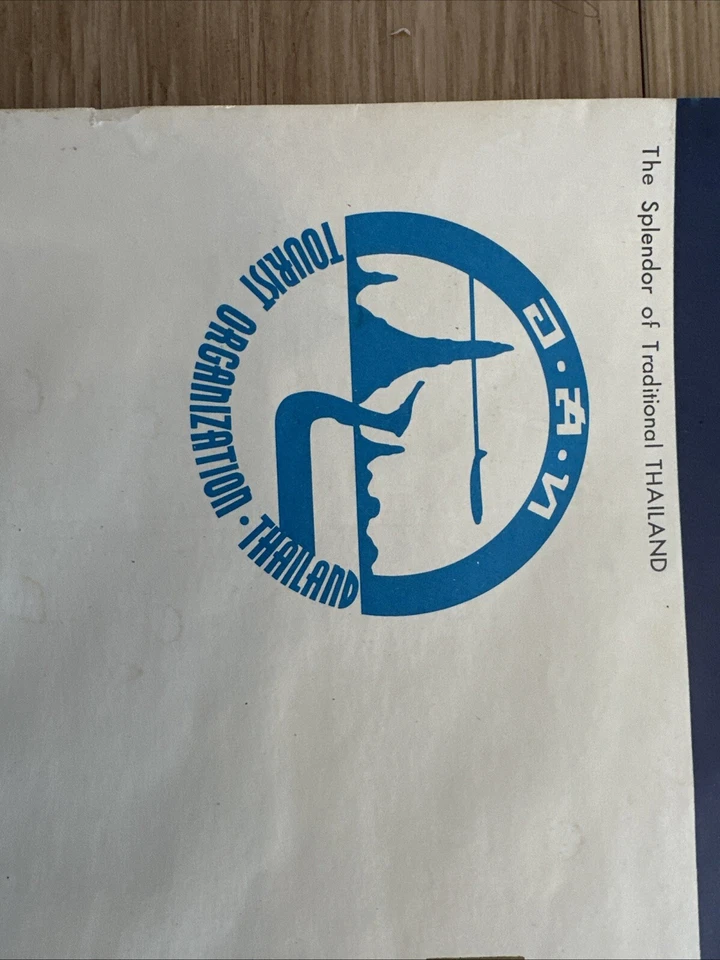 The Splendor of Traditional THAILAND
อ·ส·ท
TOURIST ORGANIZATION · THAILAND